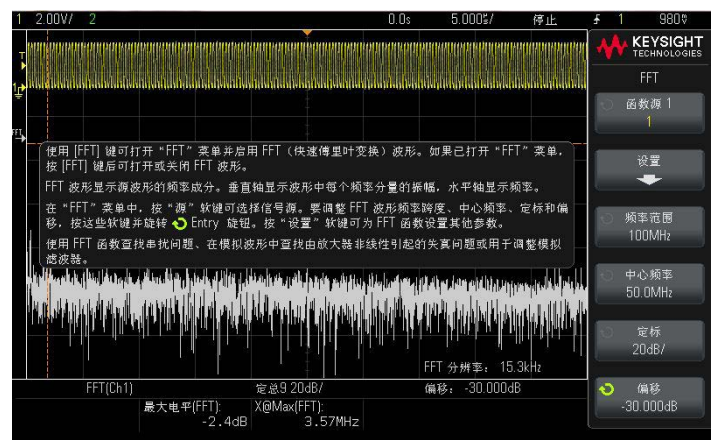 1 2.00V/ 2 0.0s 5.000ꟸ/ 停止 1 980
KEYSIGHT
TECHNOLOGIES
FFT
函数源 1
1
设置
频率范围
100MHz
中心频率
50.0MHz
定标
20dB/
偏移
-30.000dB
T
1
FFT
使用 [FFT] 键可打开“FFT”菜单并启用 FFT（快速傅里叶变换）波形。如果已打开“FFT”菜单,
按 [FFT] 键后可打开或关闭 FFT 波形。
FFT 波形显示源波形的频率成分。垂直轴显示波形中每个频率分量的振幅，水平轴显示频率。
在“FFT”菜单中，按“源”软键可选择信号源。要调整 FFT 波形频率跨度、中心频率、定标和偏
移，按这些软键并旋转 Entry 旋钮。按“设置”软键可为 FFT 函数设置其他参数。
使用 FFT 函数查找串扰问题、在模拟波形中查找由放大器非线性引起的失真问题或用于调整模拟
滤波器。
FFT 分辨率: 15.3kHz
FFT(Ch1) 定总9 20dB/ 偏移: -30.000dB
最大电平(FFT): X@Max(FFT):
-2.4dB 3.57MHz